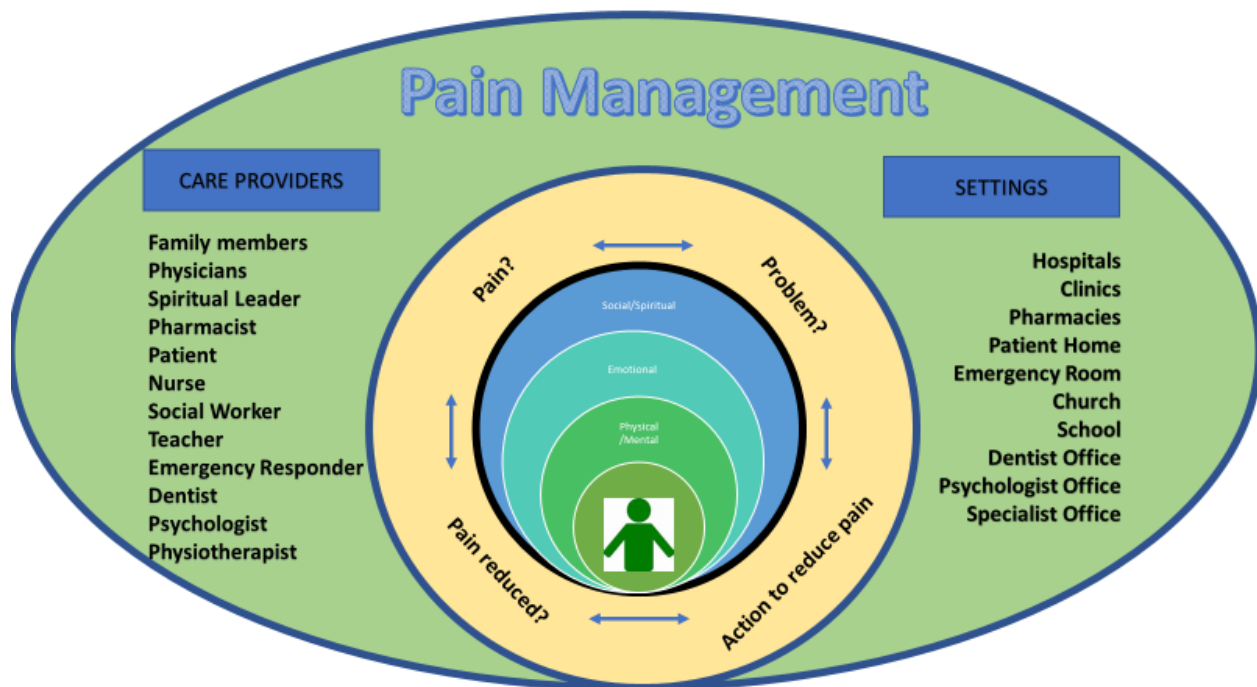 Pain Management
CARE PROVIDERS
Family members
Physicians
Spiritual Leader
Pharmacist
Patient
Nurse
Social Worker
Teacher
Emergency Responder
Dentist
Psychologist
Physiotherapist
Pain?
Problem?
Action to reduce pain
Pain reduced?
Social/Spiritual
Emotional
Physical
/Mental
SETTINGS
Hospitals
Clinics
Pharmacies
Patient Home
Emergency Room
Church
School
Dentist Office
Psychologist Office
Specialist Office